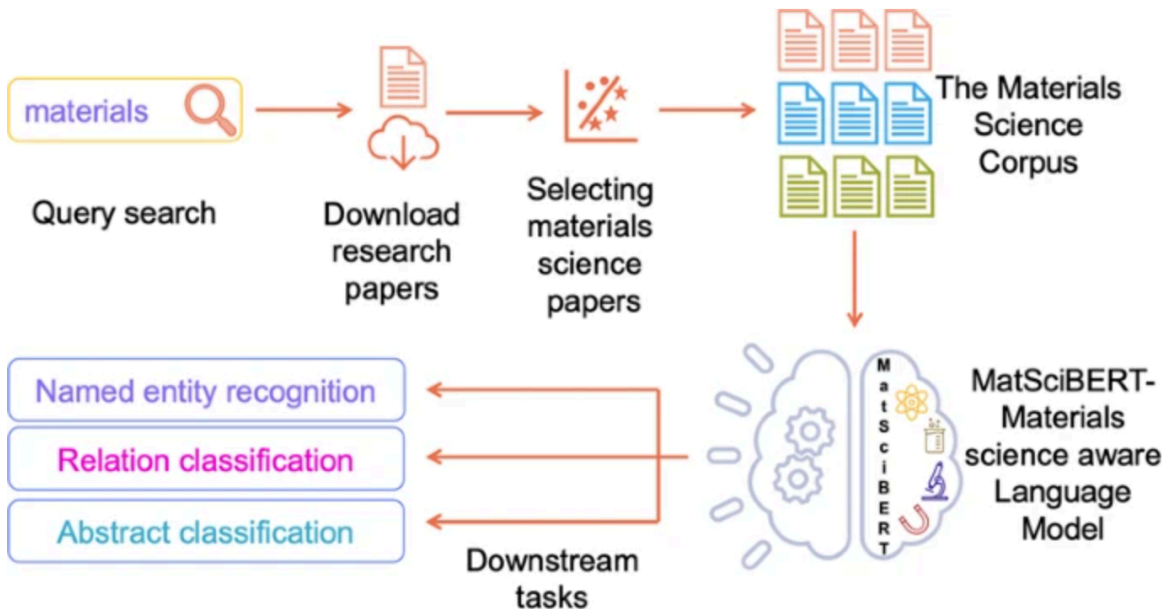 materials
Query search
Download
research
papers
Selecting
materials
science
papers
The Materials
Science
Corpus
MatSciBERT
MatSciBERT-
Materials
science aware
Language
Model
Downstream
tasks
Named entity recognition
Relation classification
Abstract classification